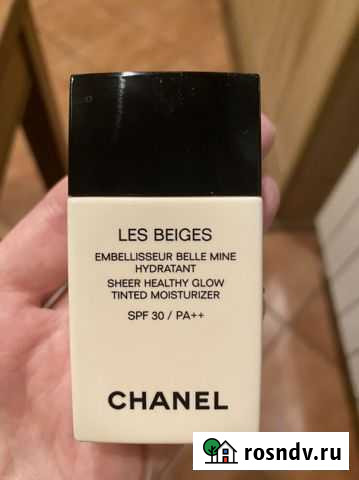 LES BEIGES
EMBELLISSEUR BELLE MINE
HYDRATANT
SHEER HEALTHY GLOW
TINTED MOISTURIZER
SPF 30 / PA++
CHANEL
rosndv.ru